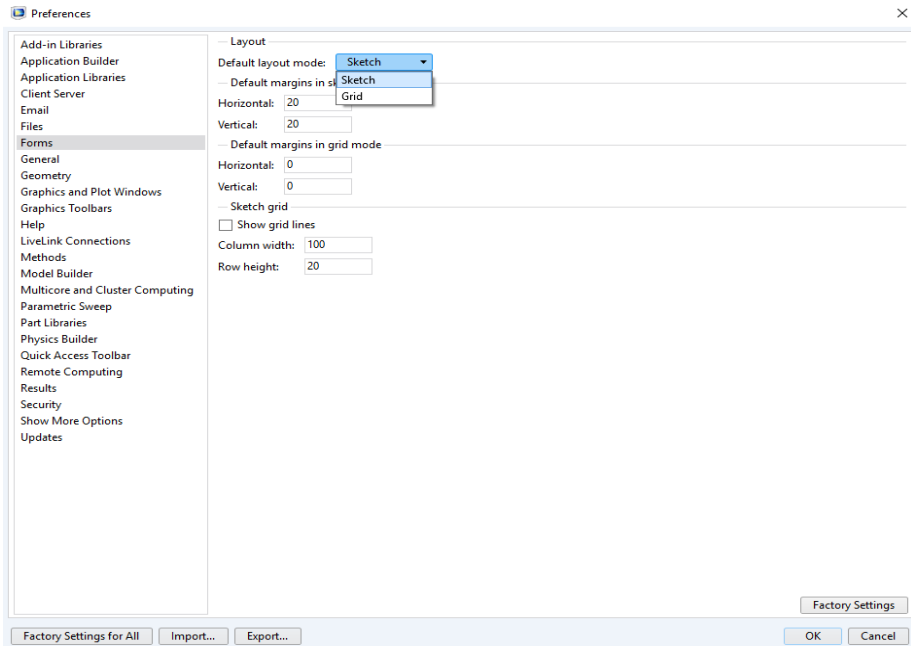 Preferences
Add-in Libraries
Application Builder
Application Libraries
Client Server
Email
Files
Forms
General
Geometry
Graphics and Plot Windows
Graphics Toolbars
Help
LiveLink Connections
Methods
Model Builder
Multicore and Cluster Computing
Parametric Sweep
Part Libraries
Physics Builder
Quick Access Toolbar
Remote Computing
Results
Security
Show More Options
Updates
Layout
Default layout mode: Sketch
Sketch
Grid
Default margins in
Horizontal: 20
Vertical: 20
Default margins in grid mode
Horizontal: 0
Vertical: 0
Sketch grid
Show grid lines
Column width: 100
Row height: 20
Factory Settings
Factory Settings for All Import... Export... OK Cancel